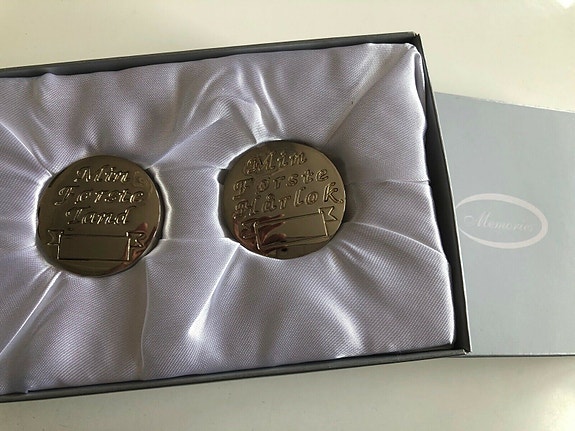 Min
Første
Tand
Min
Første
Hårlok
Memories